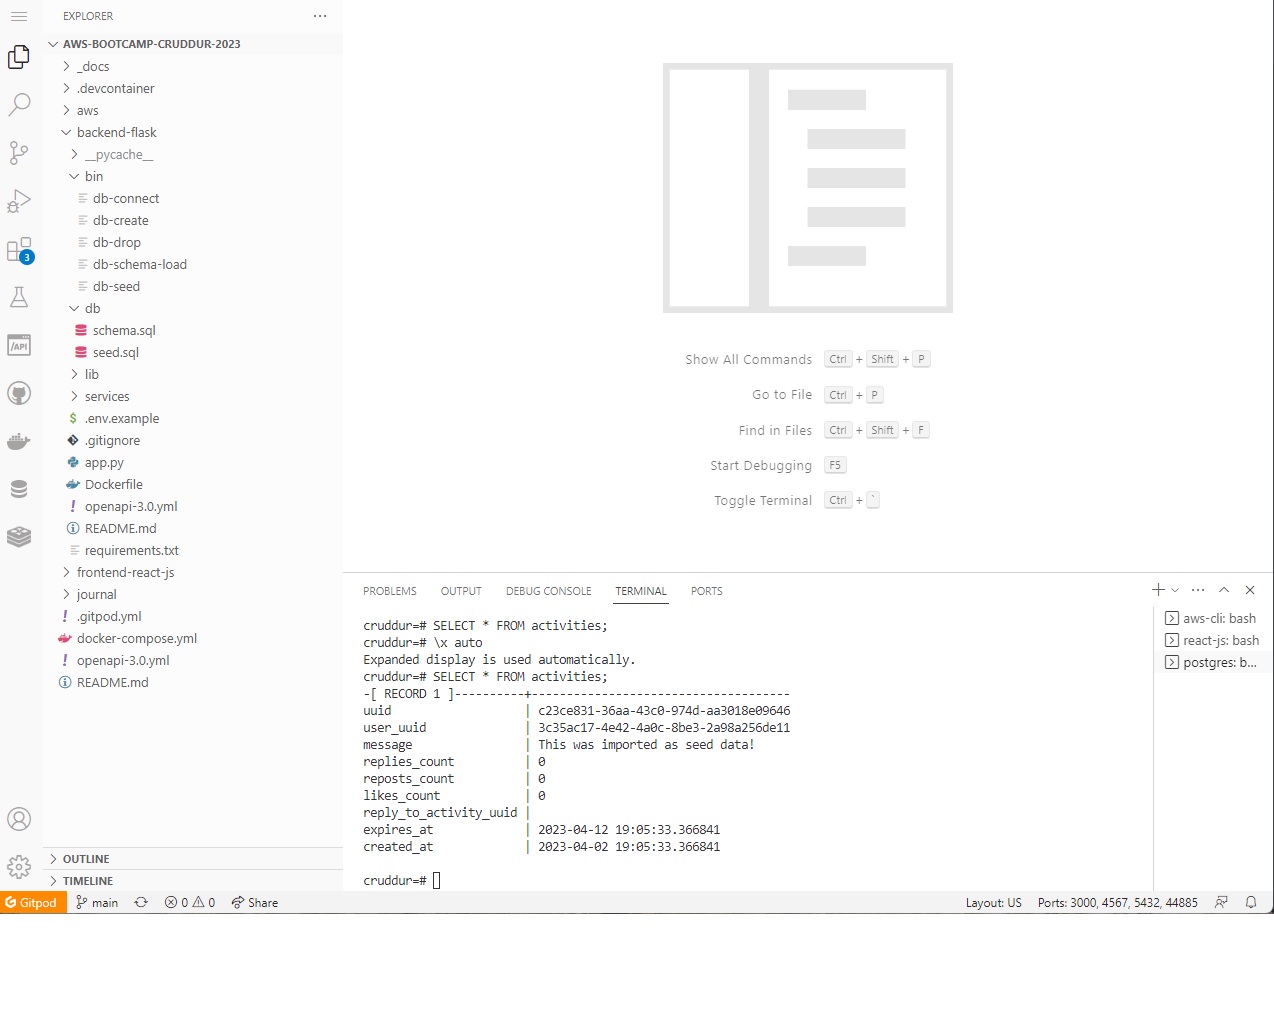 EXPLORER
AWS-BOOTCAMP-CRUDDUR-2023
_docs
.devcontainer
aws
backend-flask
__pycache__
bin
db-connect
db-create
db-drop
db-schema-load
db-seed
db
schema.sql
seed.sql
lib
services
.env.example
.gitignore
app.py
Dockerfile
openapi-3.0.yml
README.md
requirements.txt
frontend-react-js
journal
.gitpod.yml
docker-compose.yml
openapi-3.0.yml
README.md
OUTLINE
TIMELINE
3
/API
Show All Commands Ctrl + Shift + P
Go to File Ctrl + P
Find in Files Ctrl + Shift + F
Start Debugging F5
Toggle Terminal Ctrl + `
PROBLEMS OUTPUT DEBUG CONSOLE TERMINAL PORTS
cruddur=# SELECT * FROM activities;
cruddur=# \x auto
Expanded display is used automatically.
cruddur=# SELECT * FROM activities;
-[ RECORD 1 ]----------+-------------------------------------
uuid | c23ce831-36aa-43c0-974d-aa3018e09646
user_uuid | 3c35ac17-4e42-4a0c-8be3-2a98a256de11
message | This was imported as seed data!
replies_count | 0
reposts_count | 0
likes_count | 0
reply_to_activity_uuid |
expires_at | 2023-04-12 19:05:33.366841
created_at | 2023-04-02 19:05:33.366841
cruddur=#
aws-cli: bash
react-js: bash
postgres: b...
Gitpod main 0 0 Share Layout: US Ports: 3000, 4567, 5432, 44885